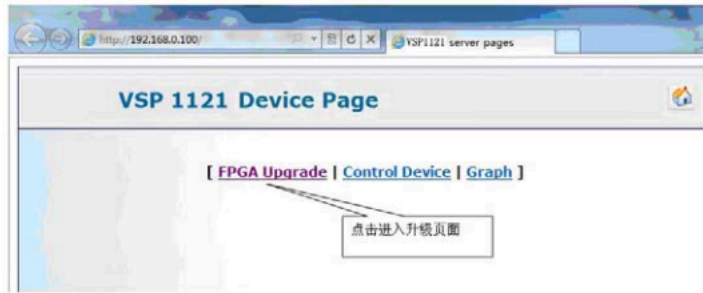 http://192.168.0.100/
VSP1121 server pages
VSP 1121 Device Page
[ FPGA Upgrade | Control Device | Graph ]
点击进入升级页面